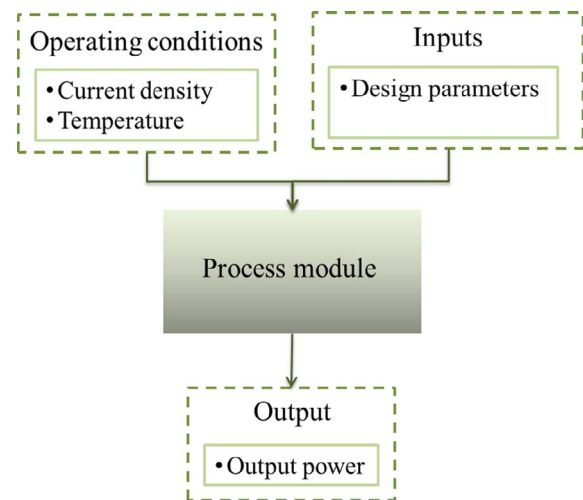 Operating conditions
• Current density
• Temperature
Inputs
• Design parameters
Process module
Output
• Output power